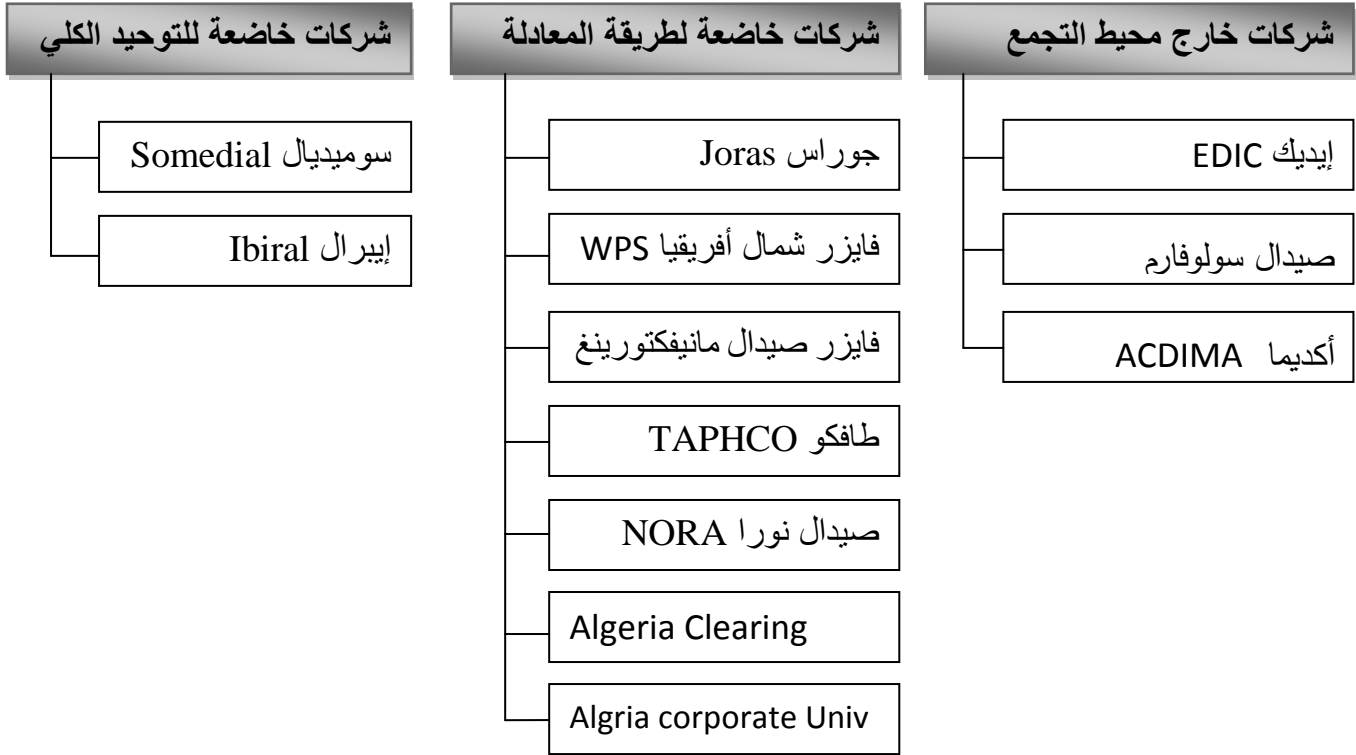 شركات خارج محيط التجمع
إيديك EDIC
صيدال سولوفارم
أكديما ACDIMA
شركات خاضعة لطريقة المعادلة
جوراس Joras
فايزر شمال أفريقيا WPS
فايزر صيدال مانيفكتورينغ
طافكو TAPHCO
صيدال نورا NORA
Algeria Clearing
Algria corporate Univ
شركات خاضعة للتوحيد الكلي
سوميديال Somedial
إيبرال Ibiral